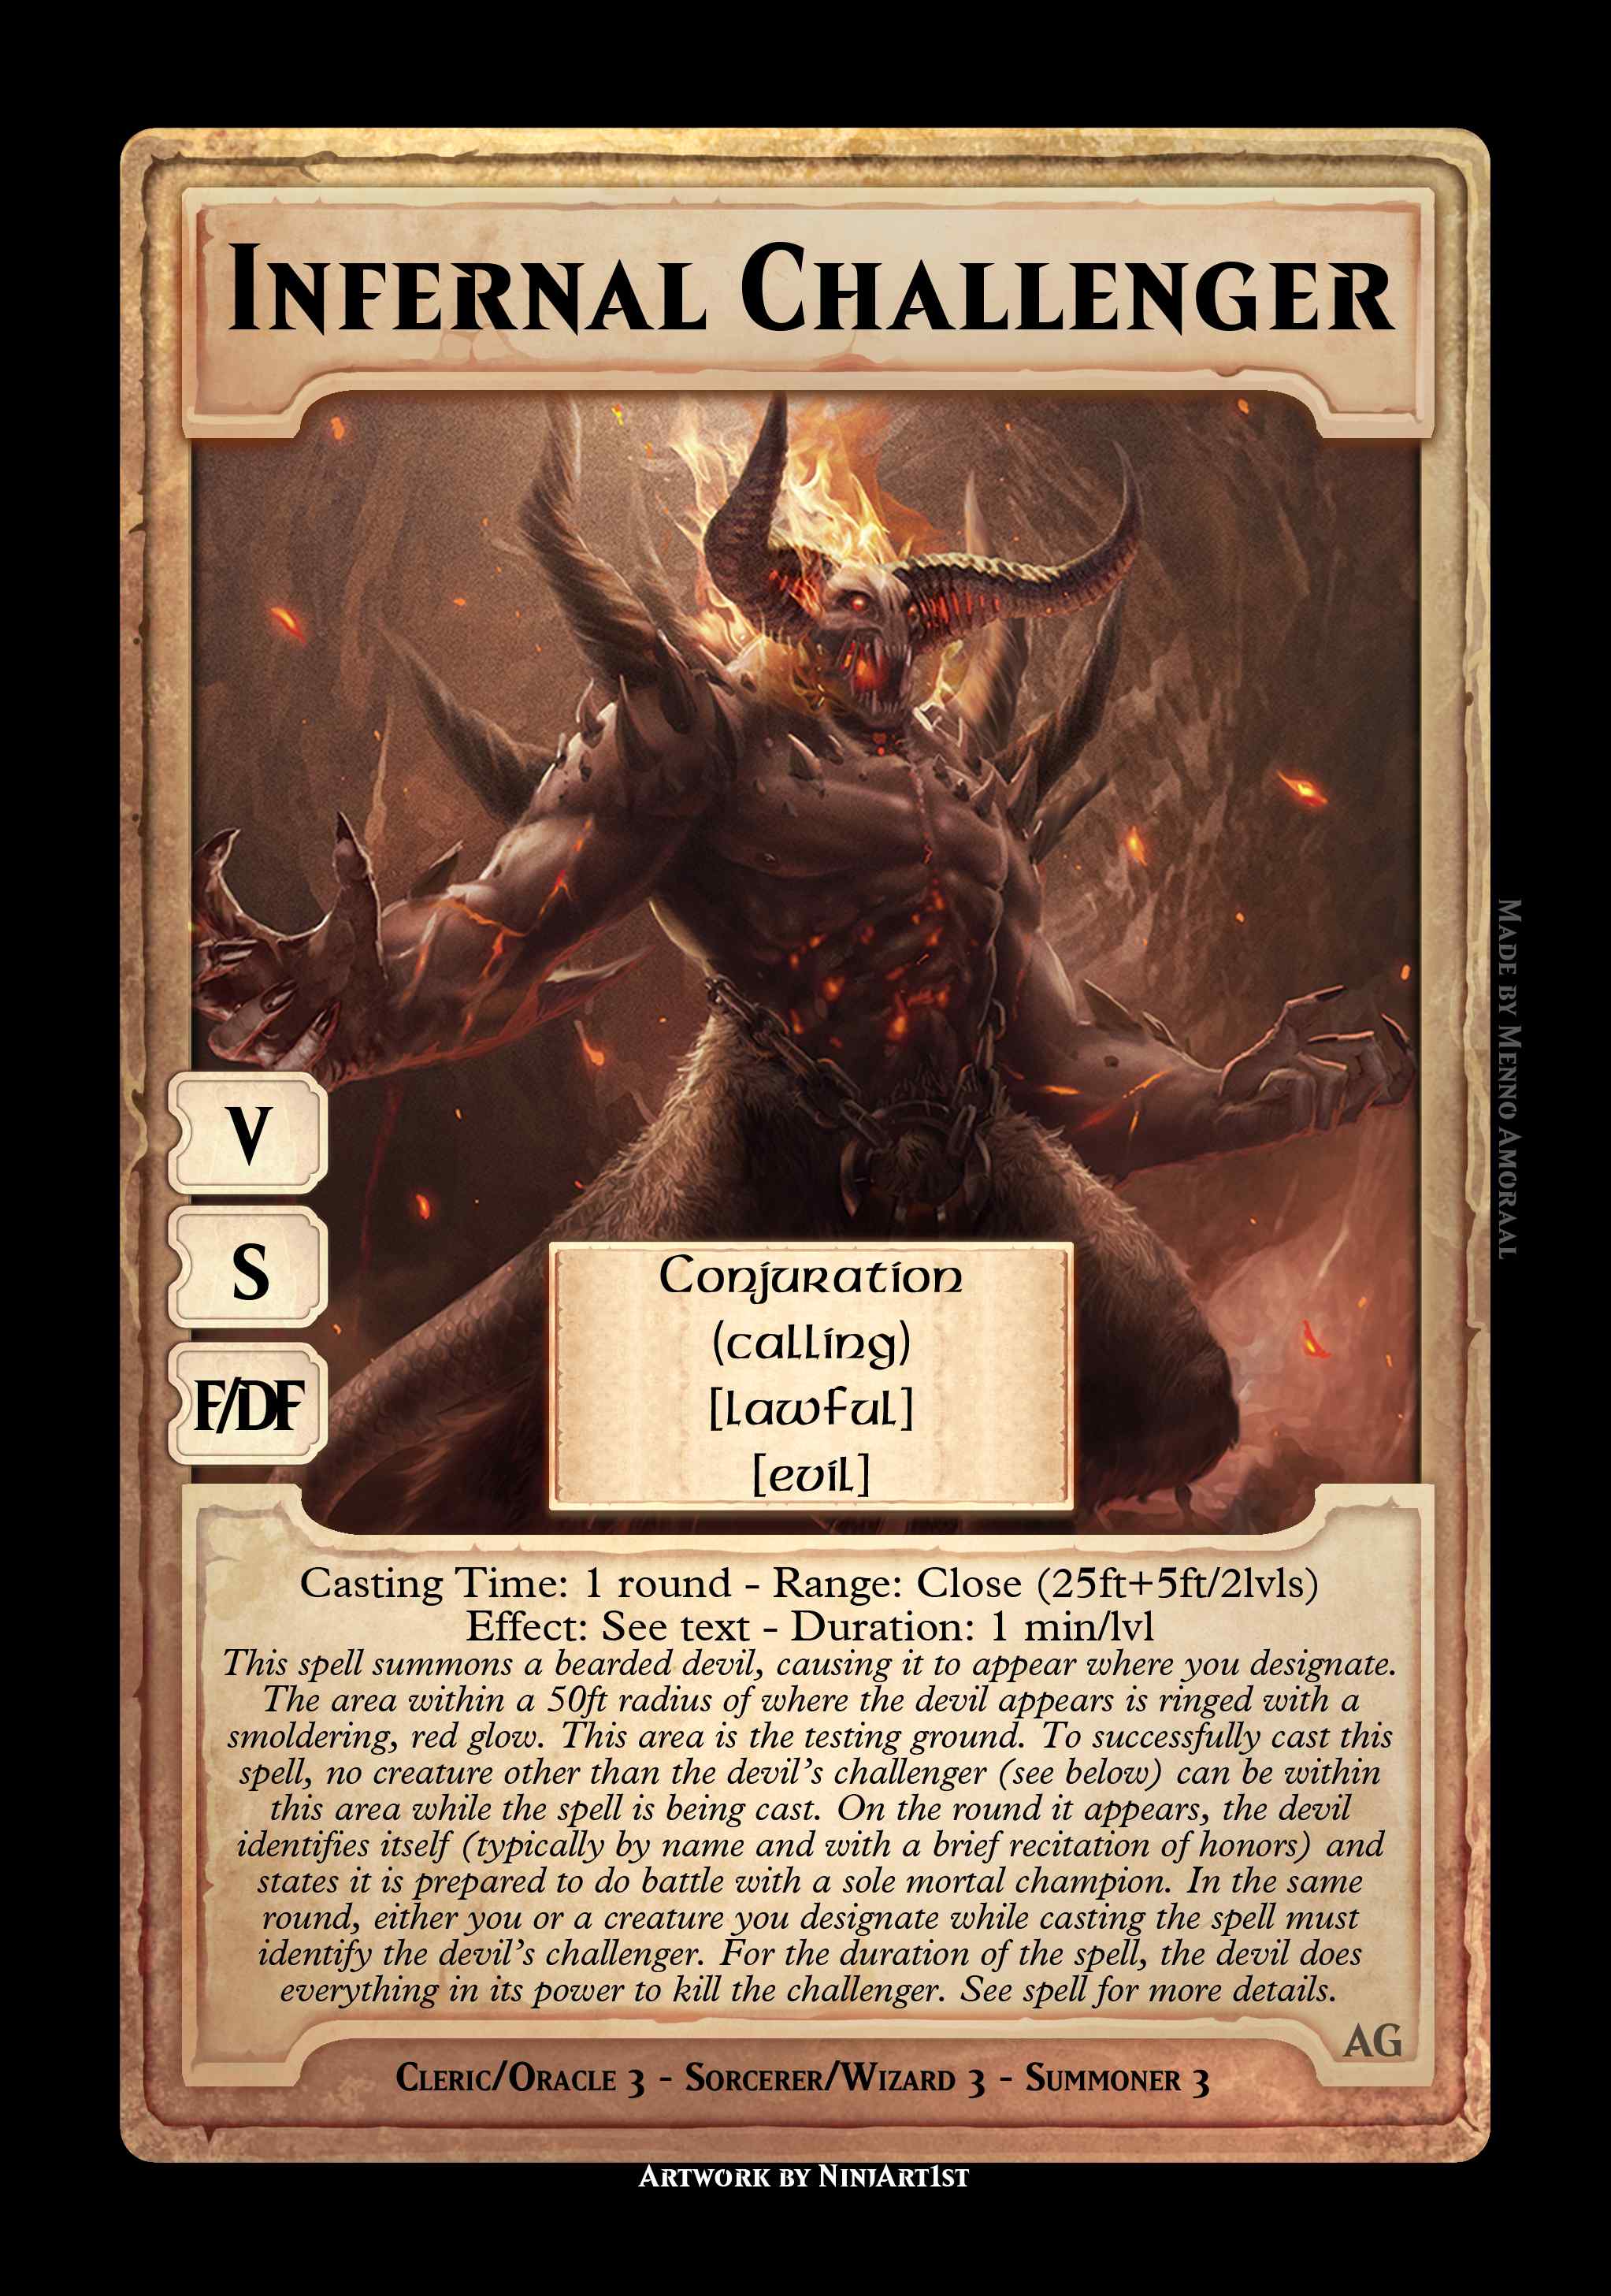 Infernal Challenger
V
S
F/DF
Conjuration
(calling)
[lawful]
[evil]
Casting Time: 1 round - Range: Close (25ft+5ft/2lvls)
Effect: See text - Duration: 1 min/lvl
This spell summons a bearded devil, causing it to appear where you designate.
The area within a 50ft radius of where the devil appears is ringed with a
smoldering, red glow. This area is the testing ground. To successfully cast this
spell, no creature other than the devil's challenger (see below) can be within
this area while the spell is being cast. On the round it appears, the devil
identifies itself (typically by name and with a brief recitation of honors) and
states it is prepared to do battle with a sole mortal champion. In the same
round, either you or a creature you designate while casting the spell must
identify the devil's challenger. For the duration of the spell, the devil does
everything in its power to kill the challenger. See spell for more details.
AG
Cleric/Oracle 3 - Sorcerer/Wizard 3 - Summoner 3
Artwork by NinjArt1st
Made by Menno Amoraal